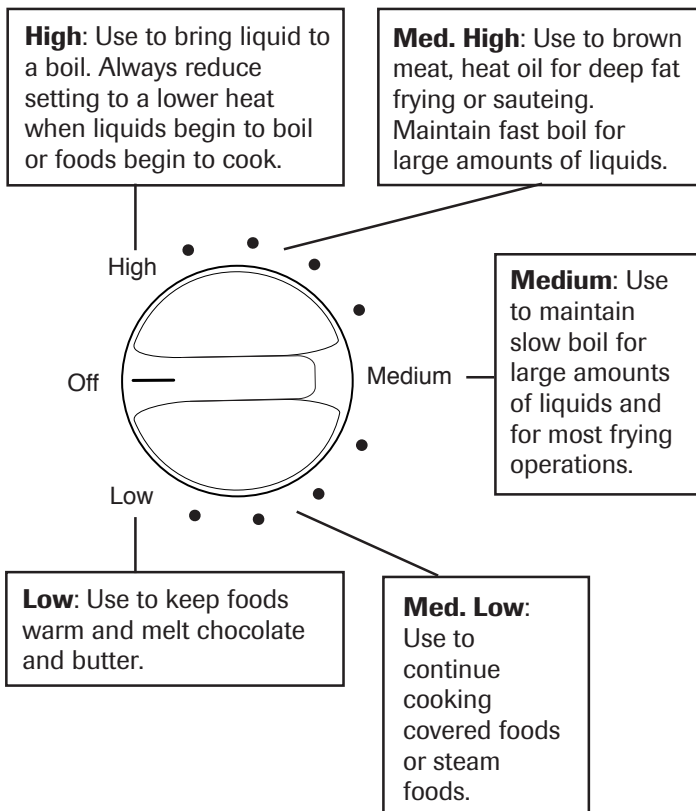 High: Use to bring liquid to
a boil. Always reduce
setting to a lower heat
when liquids begin to boil
or foods begin to cook.
Med. High: Use to brown
meat, heat oil for deep fat
frying or sauteing.
Maintain fast boil for
large amounts of liquids.
High
Medium: Use
to maintain
slow boil for
large amounts
of liquids and
for most frying
operations.
Off
Medium
Low
Low: Use to keep foods
warm and melt chocolate
and butter.
Med. Low:
Use to
continue
cooking
covered foods
or steam
foods.